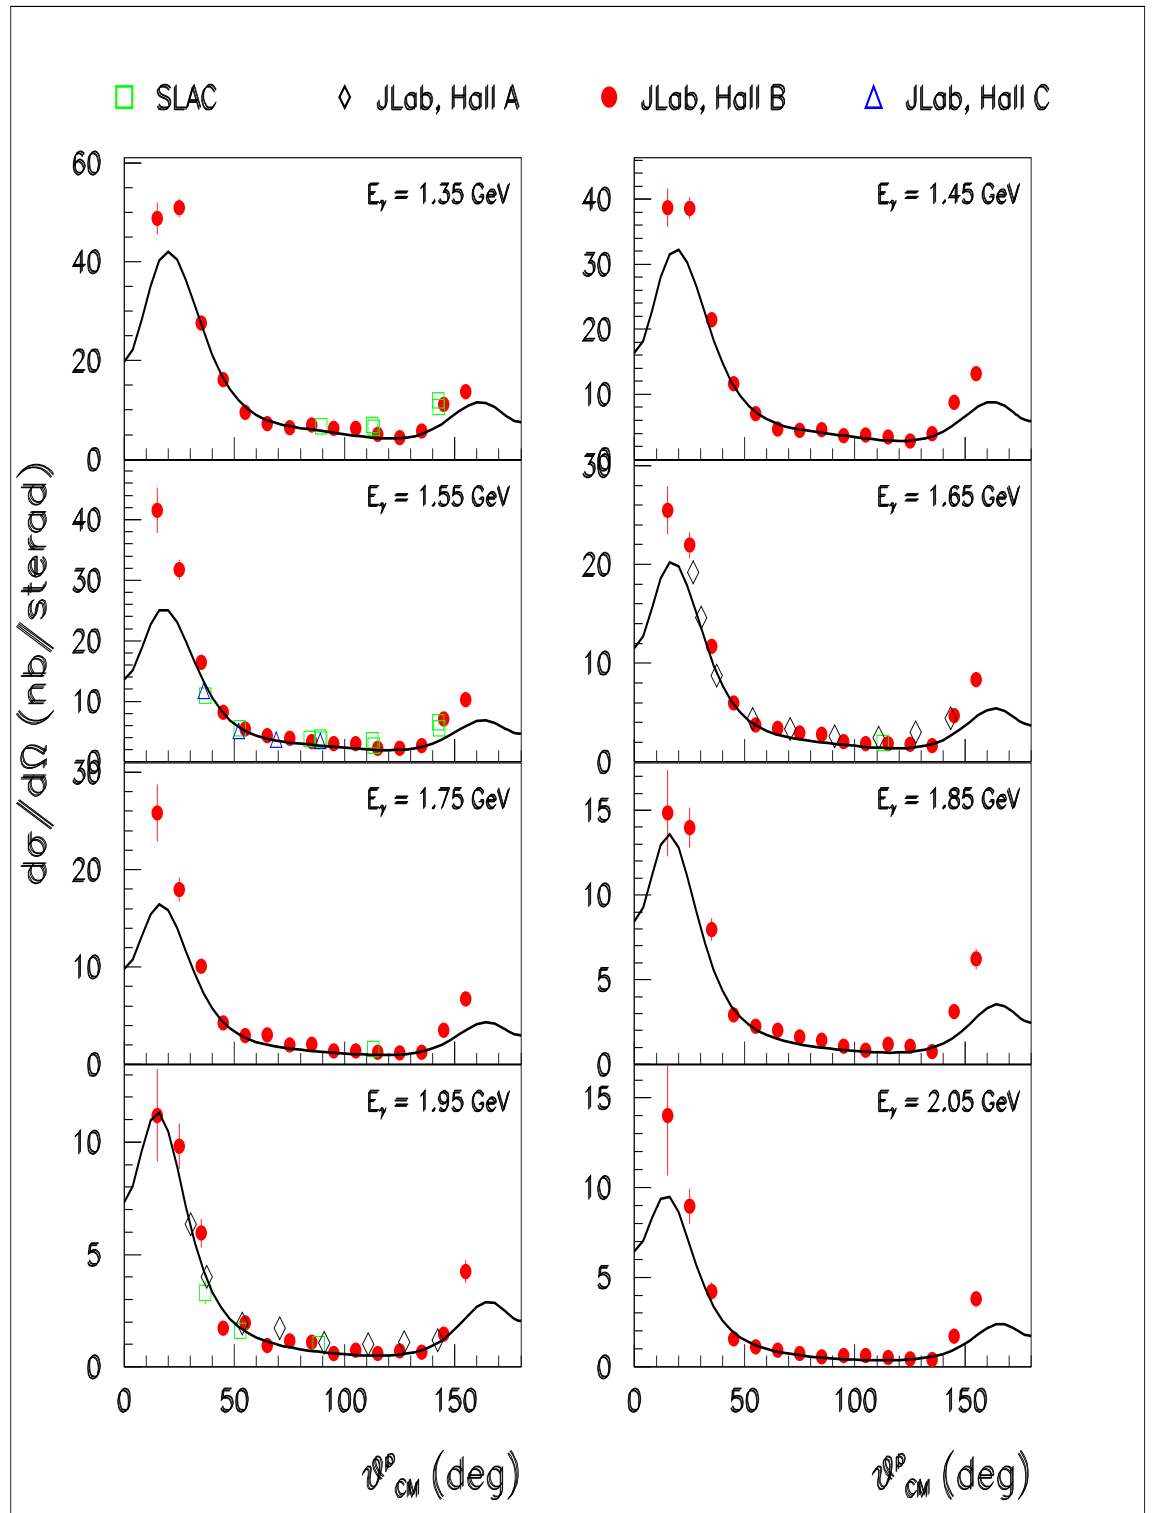 SLAC JLab, Hall A JLab, Hall B JLab, Hall C
dσ/dΩ (nb/sterad)
Eγ = 1.35 GeV
60
40
20
0
Eγ = 1.45 GeV
40
30
20
10
0
Eγ = 1.55 GeV
40
30
20
10
0
Eγ = 1.65 GeV
30
20
10
0
Eγ = 1.75 GeV
30
20
10
0
Eγ = 1.85 GeV
15
10
5
0
Eγ = 1.95 GeV
10
5
0
Eγ = 2.05 GeV
15
10
5
0
0 50 100 150
0 50 100 150
ϑᵖCM (deg)
ϑᵖCM (deg)